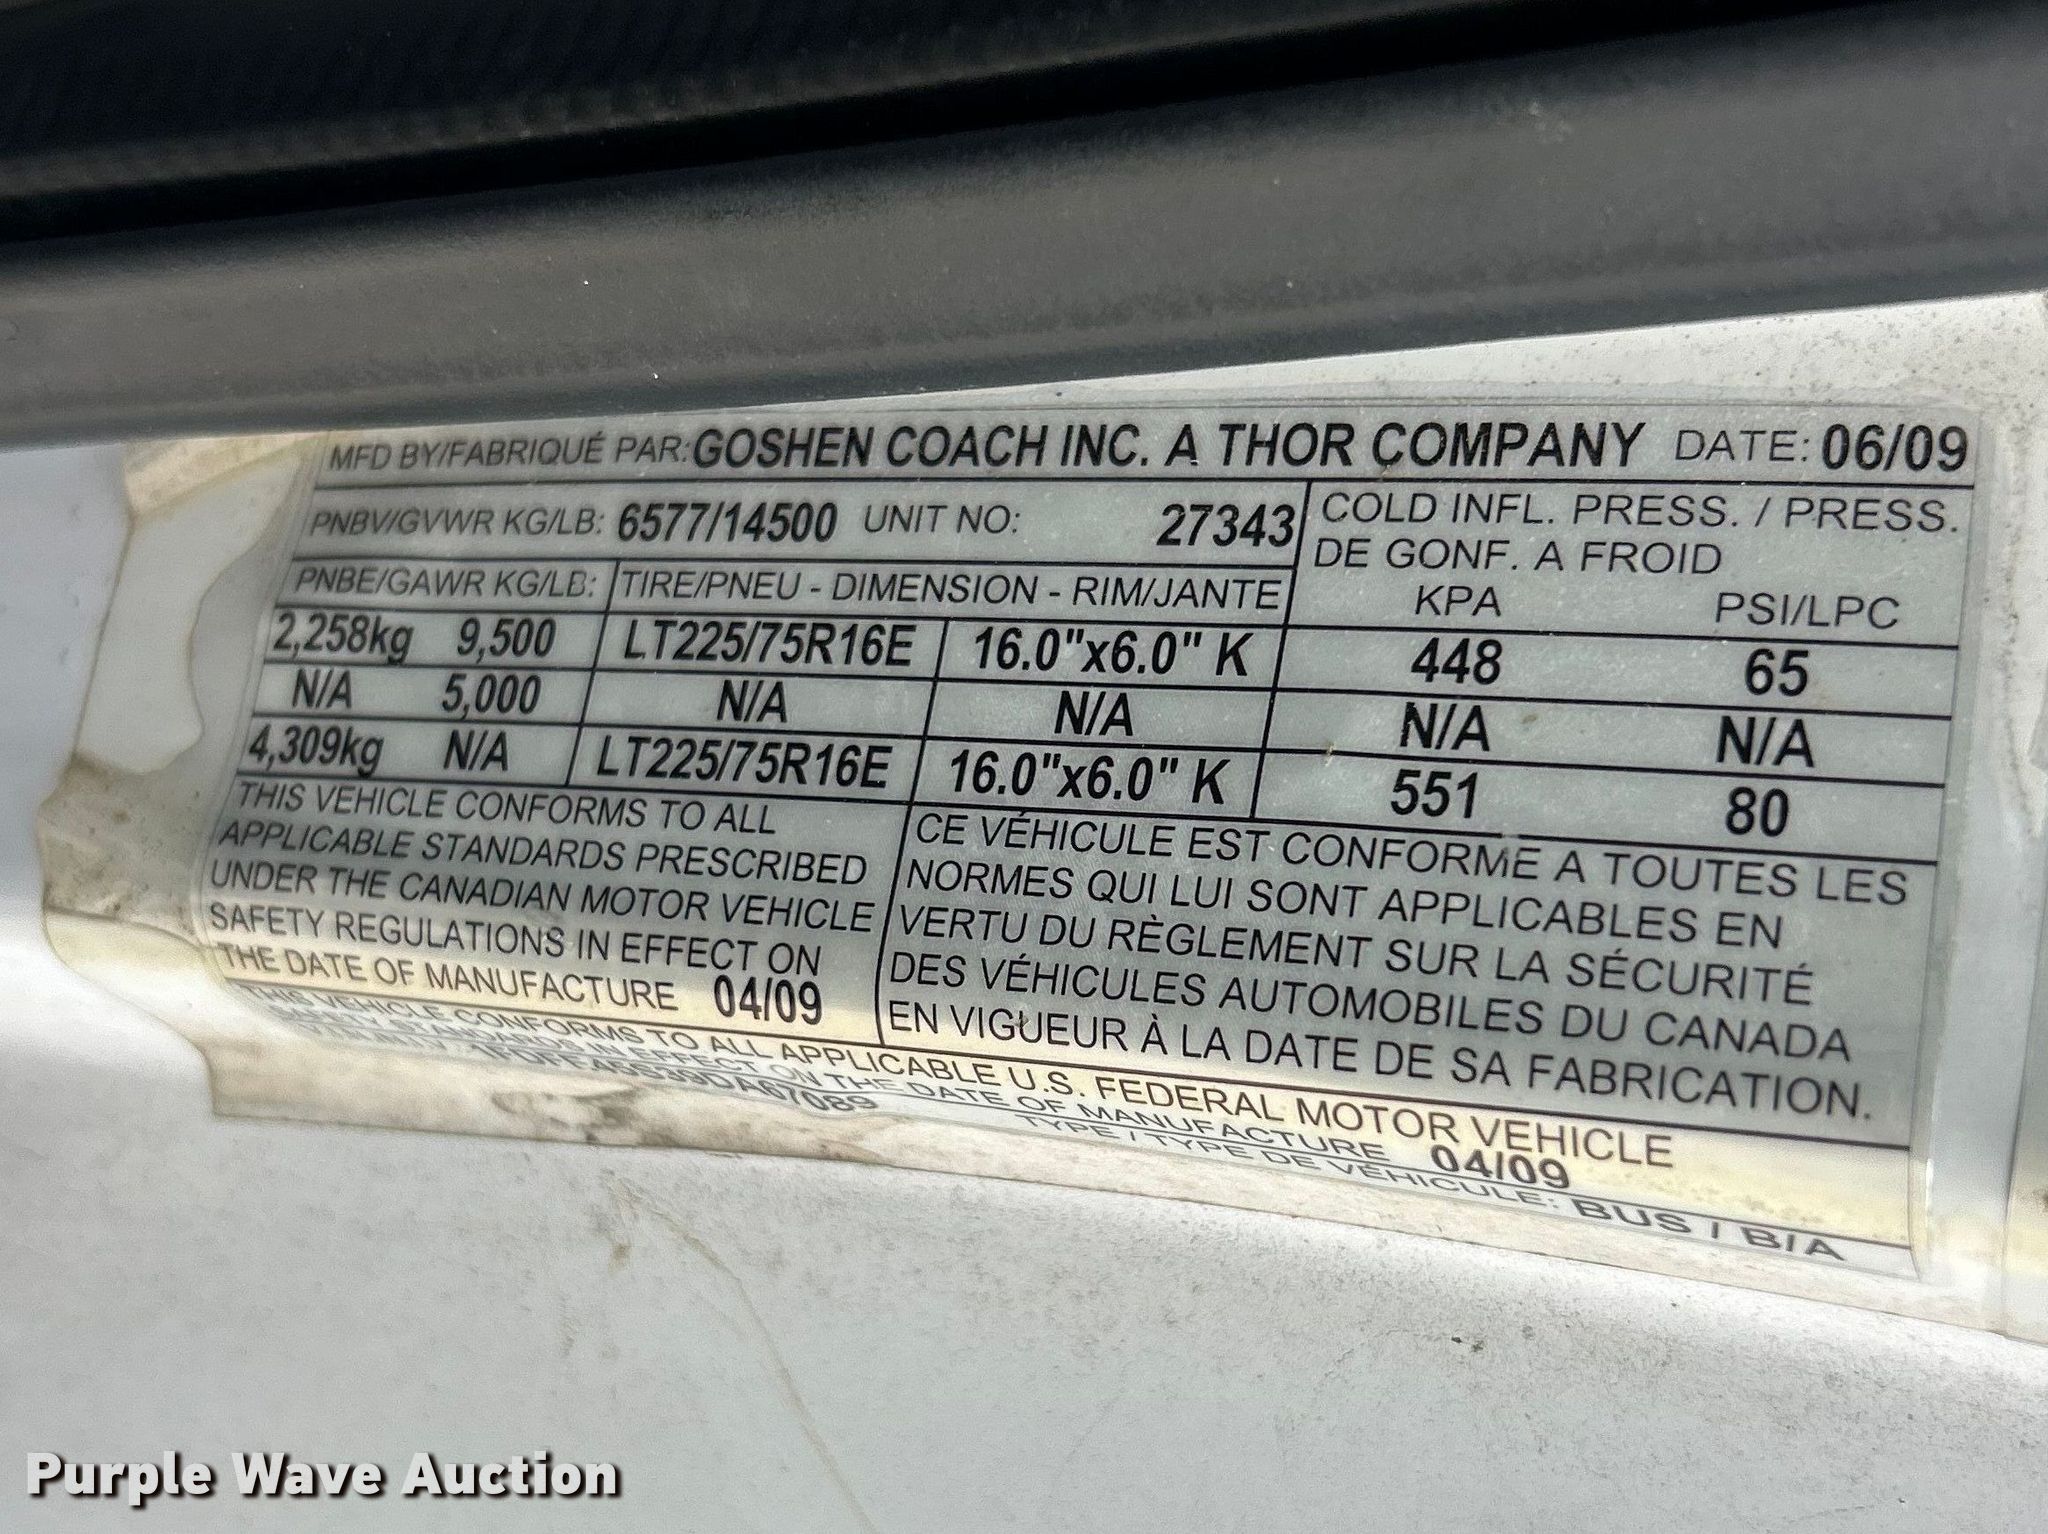 MFD BY/FABRIQUÉ PAR: GOSHEN COACH INC. A THOR COMPANY DATE: 06/09
PNBV/GVWR KG/LB: 6577/14500 UNIT NO: 27343
COLD INFL. PRESS. / PRESS.
DE GONF. A FROID
PNBE/GAWR KG/LB: TIRE/PNEU - DIMENSION - RIM/JANTE KPA PSI/LPC
2,258kg 9,500 LT225/75R16E 16.0"x6.0" K 448 65
N/A 5,000 N/A N/A N/A N/A
4,309kg N/A LT225/75R16E 16.0"x6.0" K 551 80
THIS VEHICLE CONFORMS TO ALL
APPLICABLE STANDARDS PRESCRIBED
UNDER THE CANADIAN MOTOR VEHICLE
SAFETY REGULATIONS IN EFFECT ON
THE DATE OF MANUFACTURE 04/09
CE VÉHICULE EST CONFORME A TOUTES LES
NORMES QUI LUI SONT APPLICABLES EN
VERTU DU RÈGLEMENT SUR LA SÉCURITÉ
DES VÉHICULES AUTOMOBILES DU CANADA
EN VIGUEUR À LA DATE DE SA FABRICATION.
THIS VEHICLE CONFORMS TO ALL APPLICABLE U.S. FEDERAL MOTOR VEHICLE
SAFETY STANDARDS IN EFFECT ON THE DATE OF MANUFACTURE 04/09
1FDFE45S39DA67089 TYPE / TYPE DE VÉHICULE: BUS / B/A
Purple Wave Auction